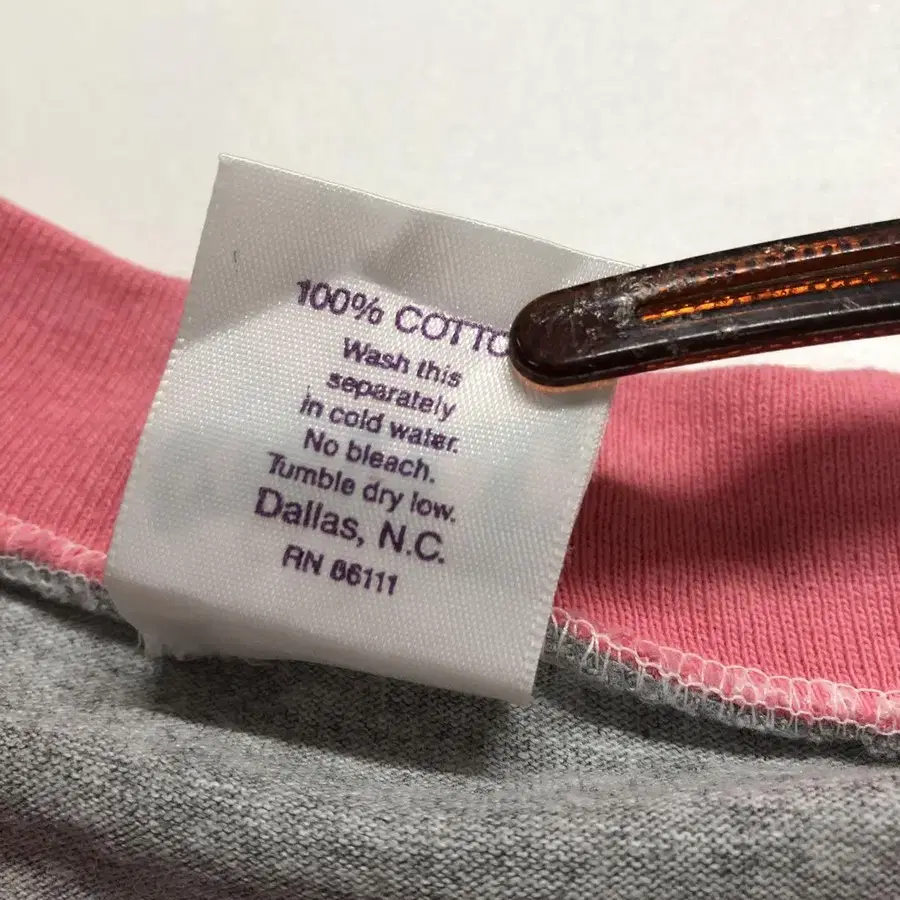 100% COTTO
Wash this
separately
in cold water.
No bleach.
Tumble dry low.
Dallas, N.C.
RN 86111